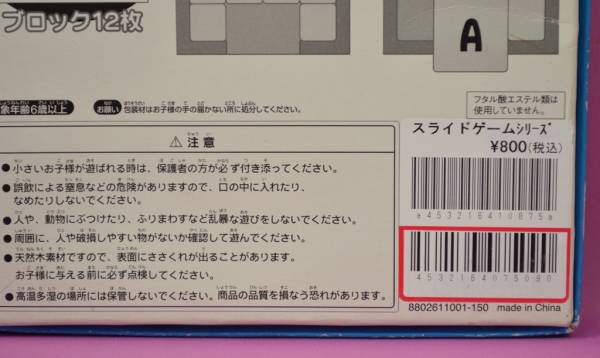 ブロック12枚
A
対象年齢6歳以上
お願い 包装材はお子様の手の届かない所に処分してください。
フタル酸エステル類は
使用していません。
⚠注意
●小さいお子様が遊ばれる時は、保護者の方が必ず付き添ってください。
●誤飲による窒息などの危険がありますので、口の中に入れたり、
なめたりしないでください。
●人や、動物にぶつけたり、ふりまわすなど乱暴な遊びをしないでください。
●周囲に、人や破損しやすい物がないか確認して遊んでください。
●天然木素材ですので、表面にささくれが出ることがあります。
お子様に与える前に必ず点検してください。
●高温多湿の場所には保管しないでください。商品の品質を損なう恐れがあります。
スライドゲームシリーズ
¥800(税込)
a4532164108 75a
4532164075090
8802611001-150 made in China